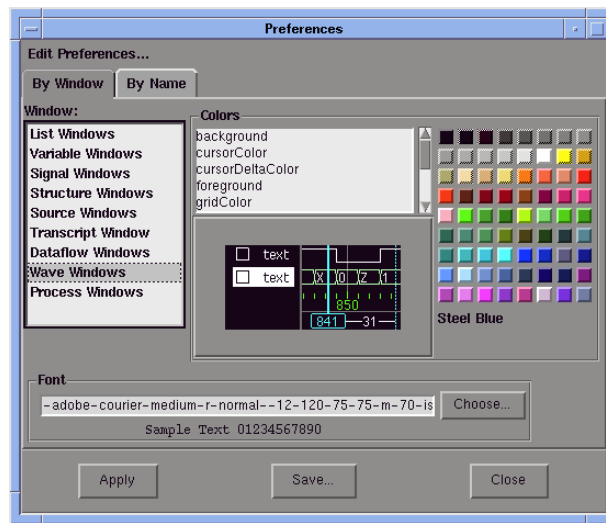 Preferences
Edit Preferences...
By Window
By Name
Window:
List Windows
Variable Windows
Signal Windows
Structure Windows
Source Windows
Transcript Window
Dataflow Windows
Wave Windows
Process Windows
Colors
background
cursorColor
cursorDeltaColor
foreground
gridColor
text
text
X 0 Z 1
850
841 31
Steel Blue
Font
-adobe-courier-medium-r-normal--12-120-75-75-m-70-is
Choose...
Sample Text 01234567890
Apply
Save...
Close